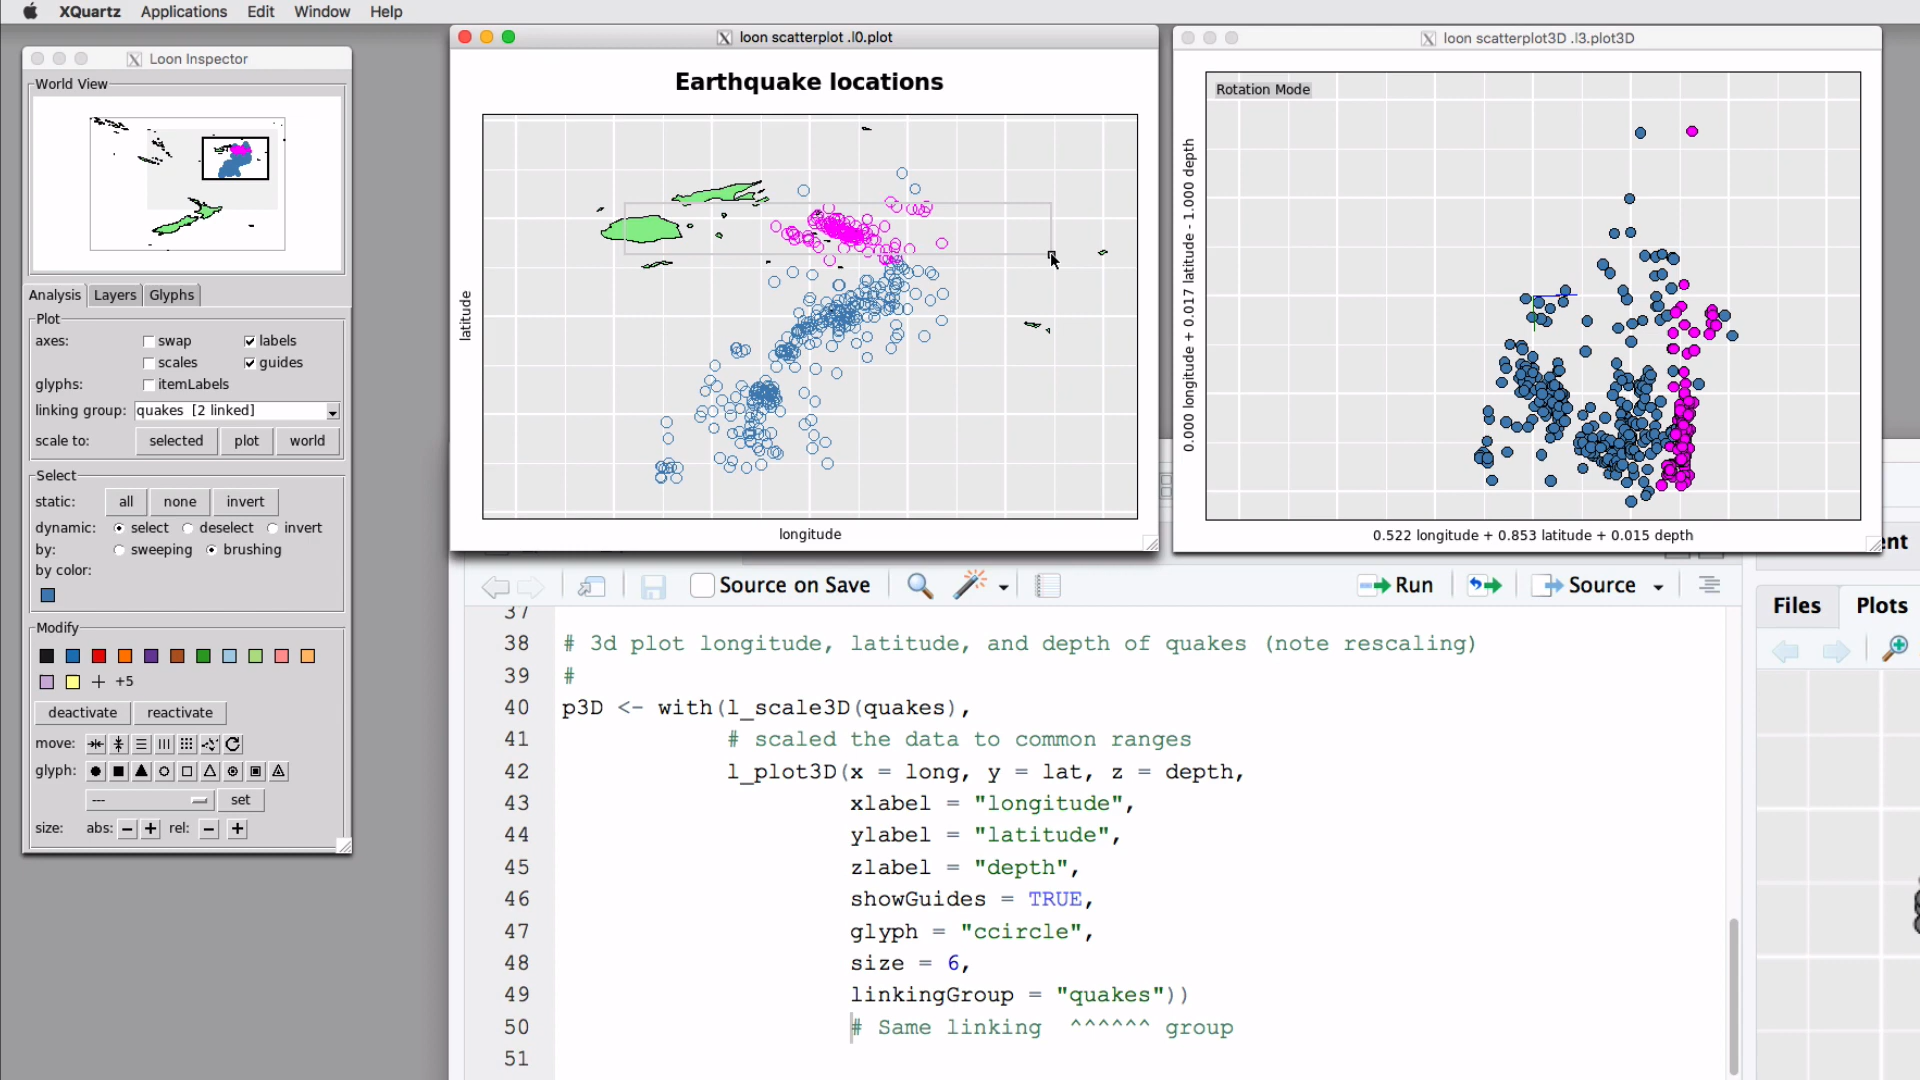 XQuartz Applications Edit Window Help
Loon Inspector
World View
Analysis Layers Glyphs
Plot
axes: swap labels
scales guides
glyphs: itemLabels
linking group: quakes [2 linked]
scale to: selected plot world
Select
static: all none invert
dynamic: select deselect invert
by: sweeping brushing
by color:
Modify
+5
deactivate reactivate
move:
glyph:
--- set
size: abs: - + rel: - +
loon scatterplot .l0.plot
Earthquake locations
latitude
longitude
loon scatterplot3D .l3.plot3D
Rotation Mode
0.000 longitude + 0.017 latitude - 1.000 depth
0.522 longitude + 0.853 latitude + 0.015 depth
Source on Save Run Source
37
38 # 3d plot longitude, latitude, and depth of quakes (note rescaling)
39 #
40 p3D <- with(l_scale3D(quakes),
41 # scaled the data to common ranges
42 l_plot3D(x = long, y = lat, z = depth,
43 xlabel = "longitude",
44 ylabel = "latitude",
45 zlabel = "depth",
46 showGuides = TRUE,
47 glyph = "ccircle",
48 size = 6,
49 linkingGroup = "quakes"))
50 # Same linking ^^^^^^ group
51
ent
Files Plots